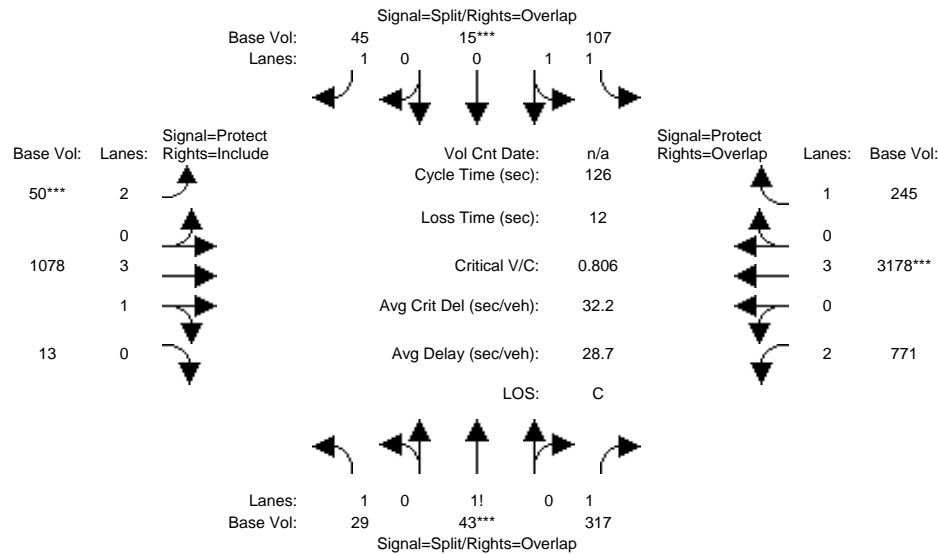 Signal=Split/Rights=Overlap
Base Vol: 45 15*** 107
Lanes: 1 0 0 1 1
Signal=Protect
Base Vol: Lanes: Rights=Include
50*** 2
0
1078 3
1
13 0
Vol Cnt Date: n/a
Cycle Time (sec): 126
Loss Time (sec): 12
Critical V/C: 0.806
Avg Crit Del (sec/veh): 32.2
Avg Delay (sec/veh): 28.7
LOS: C
Signal=Protect
Rights=Overlap Lanes: Base Vol:
1 245
0
3 3178***
0
2 771
Lanes: 1 0 1! 0 1
Base Vol: 29 43*** 317
Signal=Split/Rights=Overlap